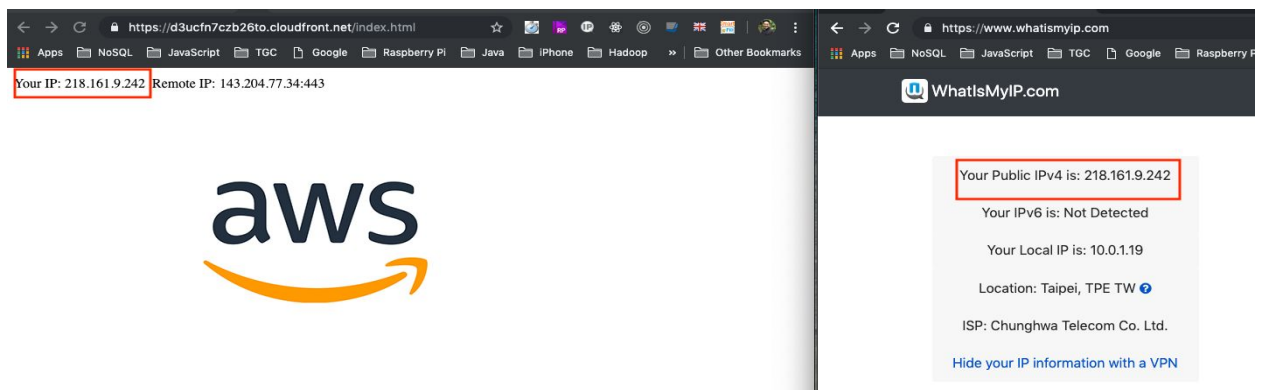 https://d3ucfn7czb26to.cloudfront.net/index.html
Apps NoSQL JavaScript TGC Google Raspberry Pi Java iPhone Hadoop » Other Bookmarks
Your IP: 218.161.9.242 Remote IP: 143.204.77.34:443
aws
https://www.whatismyip.com
Apps NoSQL JavaScript TGC Google Raspberry P
WhatIsMyIP.com
Your Public IPv4 is: 218.161.9.242
Your IPv6 is: Not Detected
Your Local IP is: 10.0.1.19
Location: Taipei, TPE TW
ISP: Chunghwa Telecom Co. Ltd.
Hide your IP information with a VPN